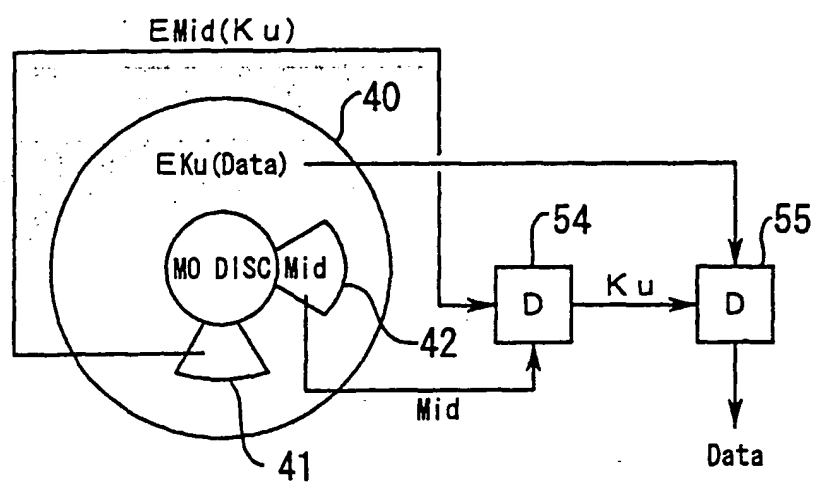 EMid(Ku)
40
EKu(Data)
54
55
MO DISC
Mid
D
Ku
D
42
Mid
41
Data